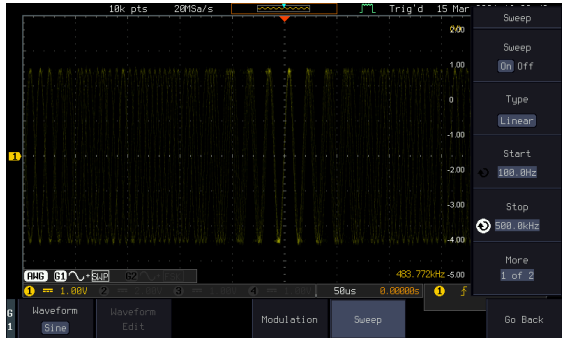 10k pts 20MSa/s Trig'd 15 Mar
Sweep
2.00
Sweep
On Off
1.00
Type
Linear
0
-1.00
Start
100.0Hz
1
-2.00
Stop
500.0kHz
-3.00
-4.00
More
1 of 2
AWG G1 + SWP G2 483.772kHz -5.00
1 1.00V 2 3 4 50us 0.00000s 1
G1
Waveform
Sine
Waveform
Edit
Modulation
Sweep
Go Back